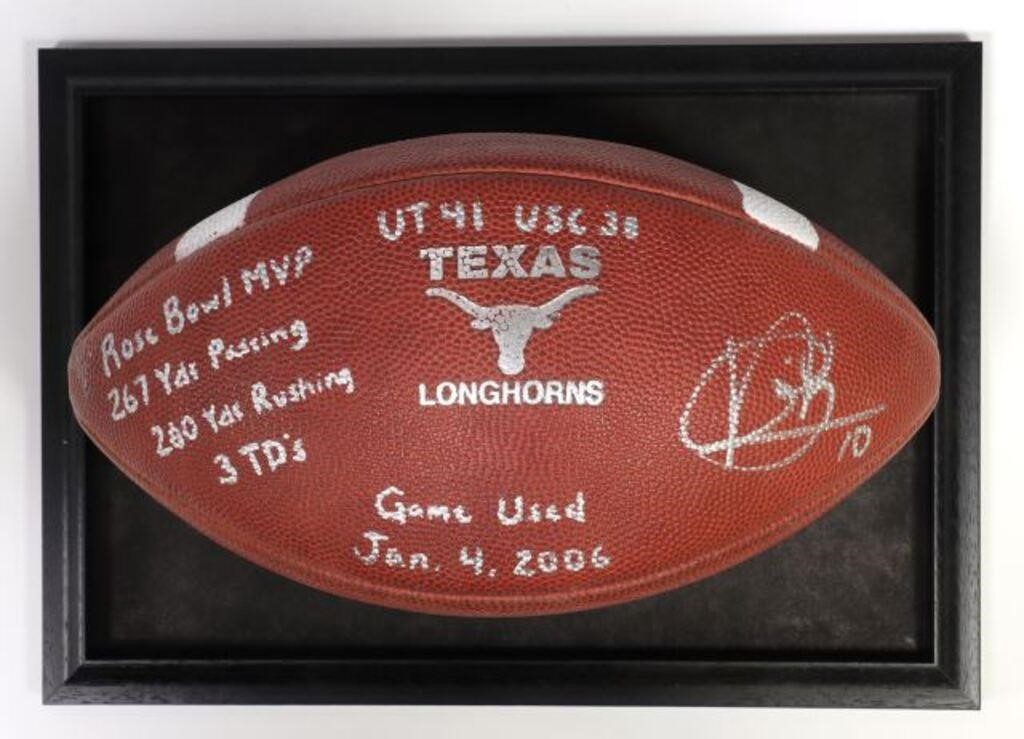 UT 41 USC 38
TEXAS
LONGHORNS
Rose Bowl MVP
267 Yds Passing
200 Yds Rushing
3 TD's
Game Used
Jan. 4, 2006
10